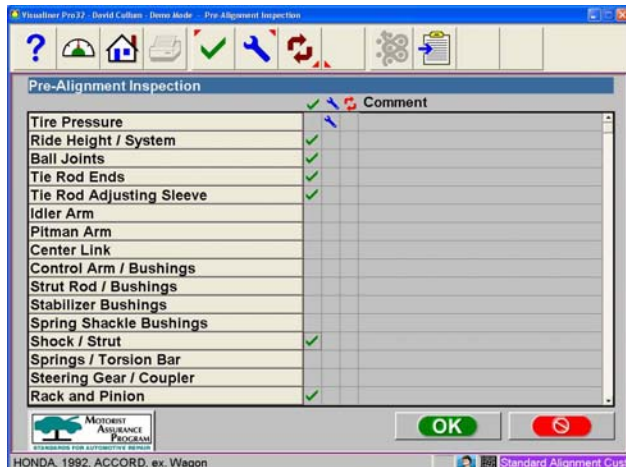 Visualiner Pro32 - David Cullum - Demo Mode - Pre-Alignment Inspection
?
Pre-Alignment Inspection
Comment
Tire Pressure
Ride Height / System
Ball Joints
Tie Rod Ends
Tie Rod Adjusting Sleeve
Idler Arm
Pitman Arm
Center Link
Control Arm / Bushings
Strut Rod / Bushings
Stabilizer Bushings
Spring Shackle Bushings
Shock / Strut
Springs / Torsion Bar
Steering Gear / Coupler
Rack and Pinion
MOTORIST
ASSURANCE
PROGRAM
STANDARDS FOR AUTOMOTIVE REPAIR
OK
HONDA, 1992, ACCORD, ex. Wagon
Standard Alignment Cust